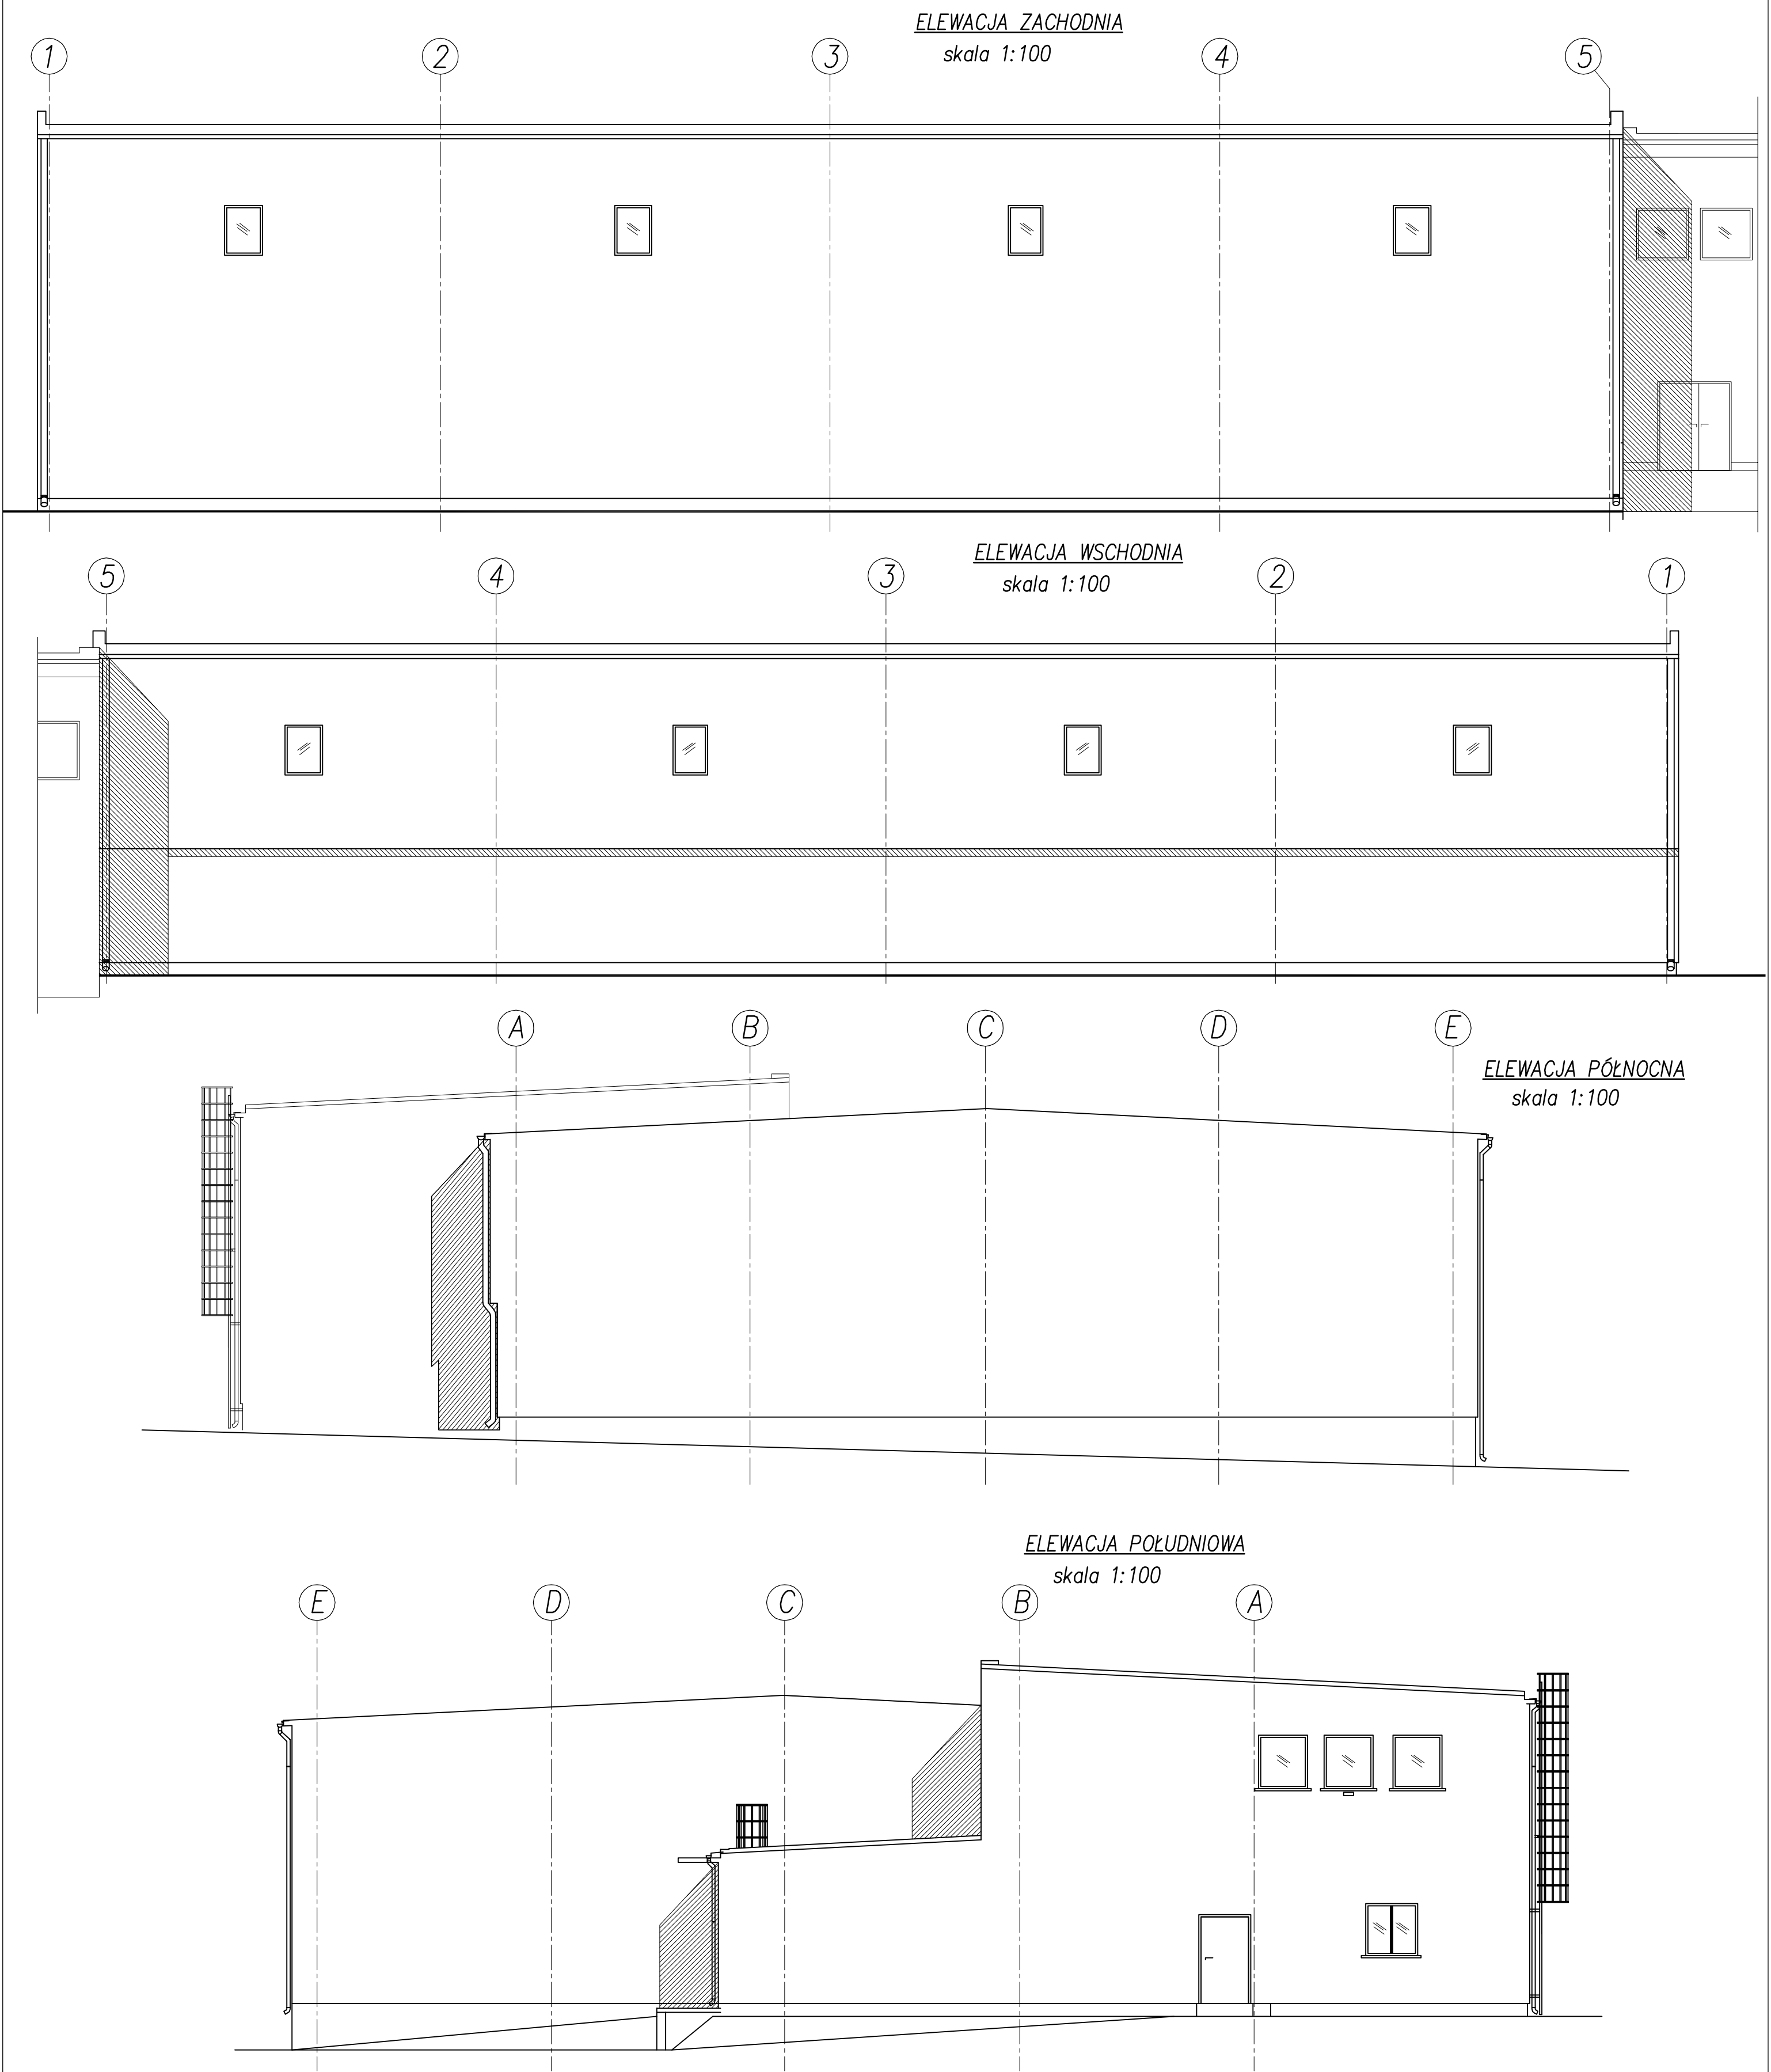 ELEWACJA ZACHODNIA
skala 1:100
1 2 3 4 5
ELEWACJA WSCHODNIA
skala 1:100
5 4 3 2 1
A B C D E
ELEWACJA PÓŁNOCNA
skala 1:100
ELEWACJA POŁUDNIOWA
skala 1:100
E D C B A